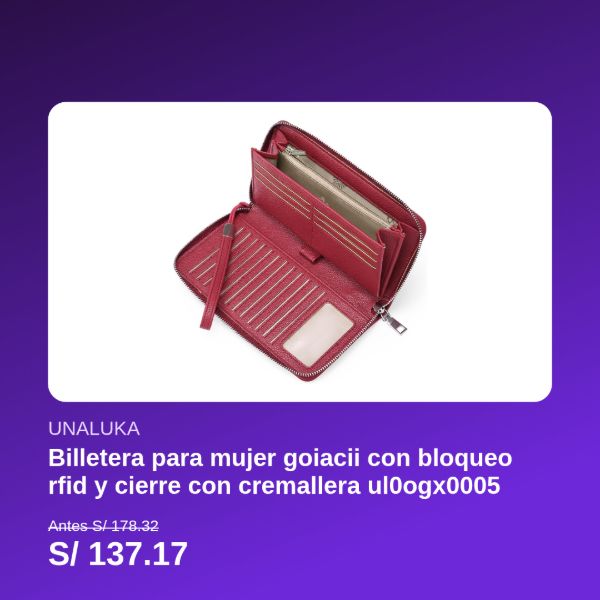 UNALUKA
Billetera para mujer goiacii con bloqueo
rfid y cierre con cremallera ul0ogx0005
Antes S/ 178.32
S/ 137.17